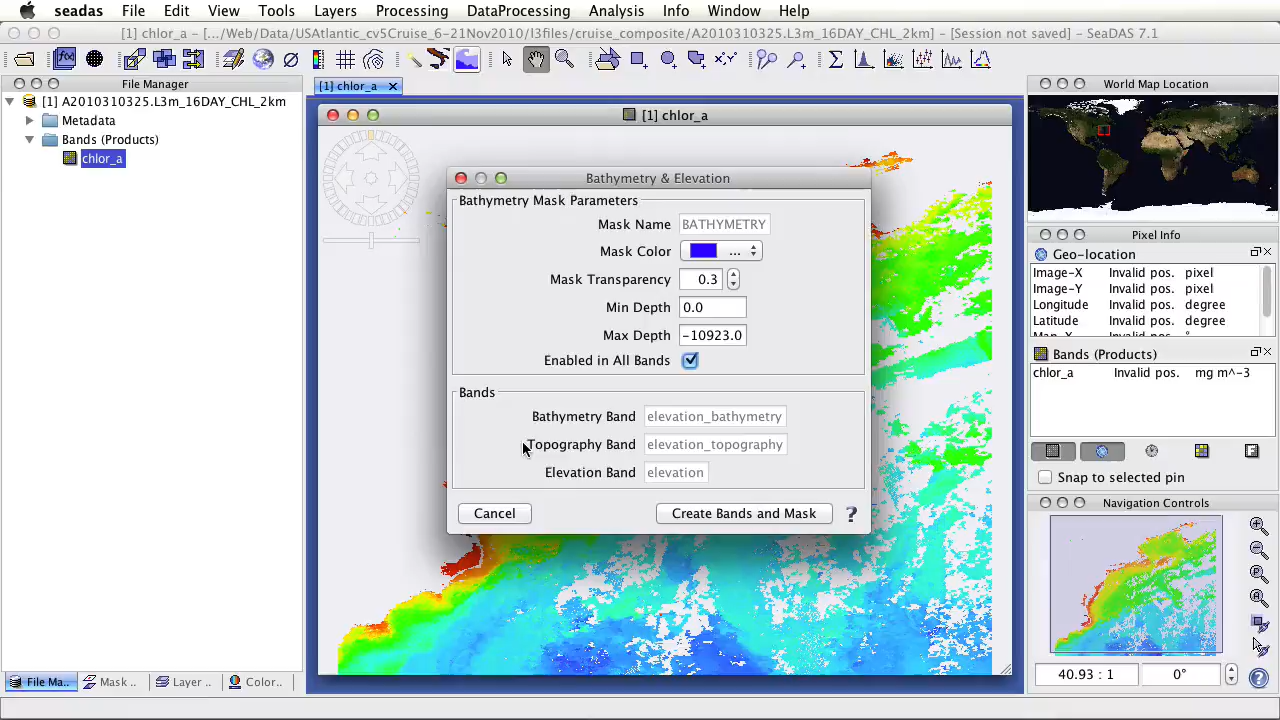 seadas File Edit View Tools Layers Processing DataProcessing Analysis Info Window Help
[1] chlor_a - [.../Web/Data/USAtlantic_cv5Cruise_6-21Nov2010/l3files/cruise_composite/A2010310325.L3m_16DAY_CHL_2km] - [Session not saved] - SeaDAS 7.1
File Manager
[1] A2010310325.L3m_16DAY_CHL_2km
Metadata
Bands (Products)
chlor_a
[1] chlor_a
[1] chlor_a
Bathymetry & Elevation
Bathymetry Mask Parameters
Mask Name BATHYMETRY
Mask Color ...
Mask Transparency 0.3
Min Depth 0.0
Max Depth -10923.0
Enabled in All Bands
Bands
Bathymetry Band elevation_bathymetry
Topography Band elevation_topography
Elevation Band elevation
Cancel Create Bands and Mask ?
World Map Location
Pixel Info
Geo-location
Image-X Invalid pos. pixel
Image-Y Invalid pos. pixel
Longitude Invalid pos. degree
Latitude Invalid pos. degree
Bands (Products)
chlor_a Invalid pos. mg m^-3
Snap to selected pin
Navigation Controls
40.93 : 1 0°
File Ma... Mask .. Layer .. Color..